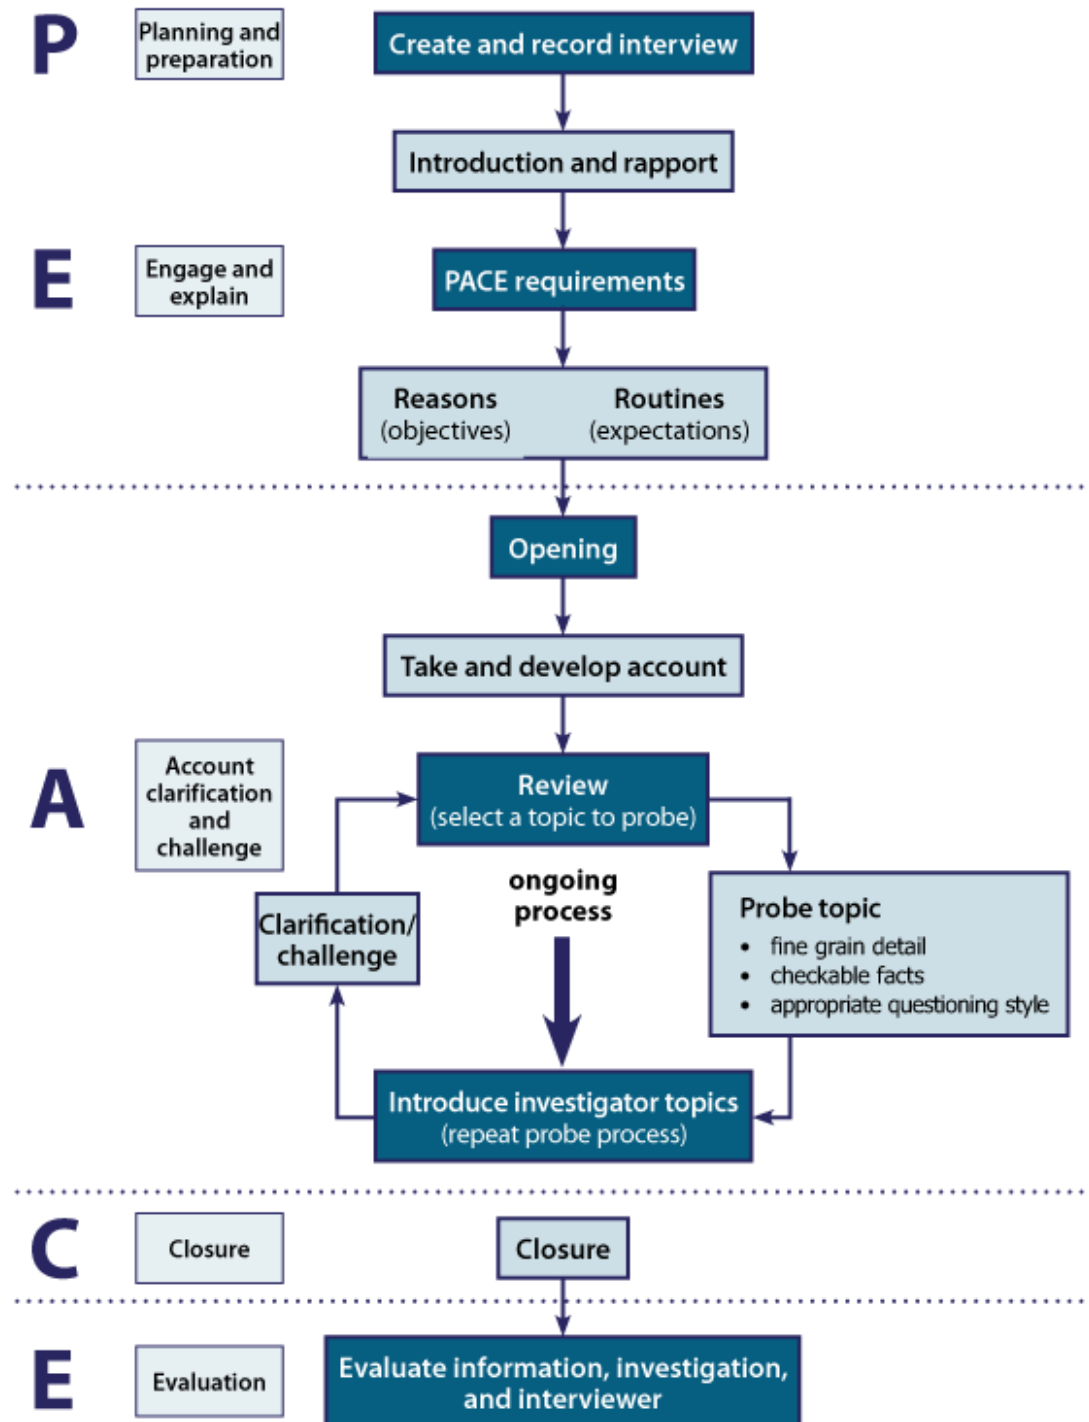 P
Planning and
preparation
Create and record interview
Introduction and rapport
E
Engage and
explain
PACE requirements
Reasons
(objectives)
Routines
(expectations)
Opening
Take and develop account
A
Account
clarification
and
challenge
Review
(select a topic to probe)
ongoing
process
Clarification/
challenge
Probe topic
• fine grain detail
• checkable facts
• appropriate questioning style
Introduce investigator topics
(repeat probe process)
C
Closure
Closure
E
Evaluation
Evaluate information, investigation,
and interviewer